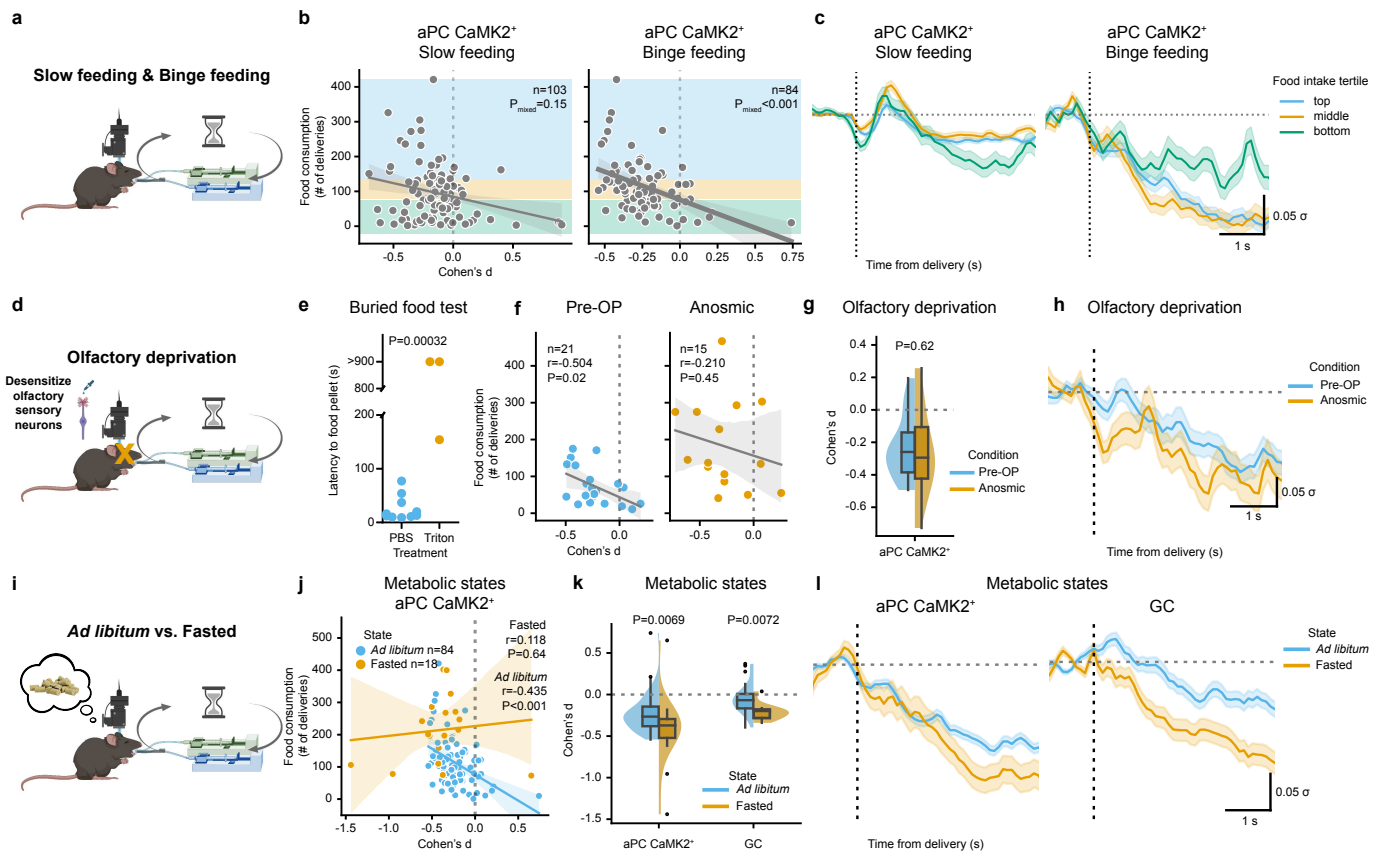 a
Slow feeding & Binge feeding
b
aPC CaMK2⁺
Slow feeding
aPC CaMK2⁺
Binge feeding
Food consumption
(# of deliveries)
400
300
200
100
0
n=103
Pmixed=0.15
n=84
Pmixed<0.001
-0.5
0.0
0.5
-0.5
-0.25
0.0
0.25
0.50
0.75
Cohen's d
c
aPC CaMK2⁺
Slow feeding
aPC CaMK2⁺
Binge feeding
Food intake tertile
top
middle
bottom
0.05 σ
1 s
Time from delivery (s)
d
Olfactory deprivation
Desensitize
olfactory
sensory
neurons
X
e
Buried food test
P=0.00032
Latency to food pellet (s)
>900
800
200
100
0
PBS
Triton
Treatment
f
Pre-OP
Anosmic
Food consumption
(# of deliveries)
400
300
200
100
0
n=21
r=-0.504
P=0.02
n=15
r=-0.210
P=0.45
-0.5
0.0
-0.5
0.0
Cohen's d
g
Olfactory deprivation
P=0.62
Cohen's d
0.4
0.2
0.0
-0.2
-0.4
-0.6
Condition
Pre-OP
Anosmic
aPC CaMK2⁺
h
Olfactory deprivation
Condition
Pre-OP
Anosmic
0.05 σ
1 s
Time from delivery (s)
i
Ad libitum vs. Fasted
j
Metabolic states
aPC CaMK2⁺
Food consumption
(# of deliveries)
500
400
300
200
100
0
State
Ad libitum n=84
Fasted n=18
Fasted
r=0.118
P=0.64
Ad libitum
r=-0.435
P<0.001
-1.5
-1.0
-0.5
0.0
0.5
Cohen's d
k
Metabolic states
P=0.0069
P=0.0072
Cohen's d
0.5
0.0
-0.5
-1.0
-1.5
State
Ad libitum
Fasted
aPC CaMK2⁺
GC
l
Metabolic states
aPC CaMK2⁺
GC
State
Ad libitum
Fasted
0.05 σ
1 s
Time from delivery (s)